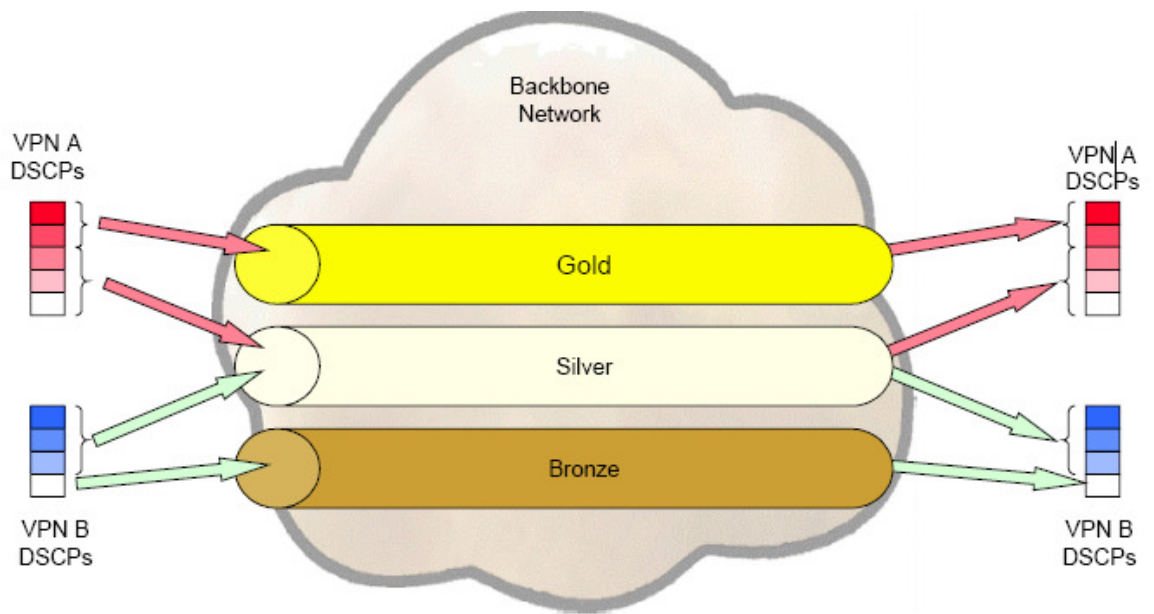 Backbone
Network
VPN A
DSCPs
VPN A
DSCPs
Gold
Silver
Bronze
VPN B
DSCPs
VPN B
DSCPs